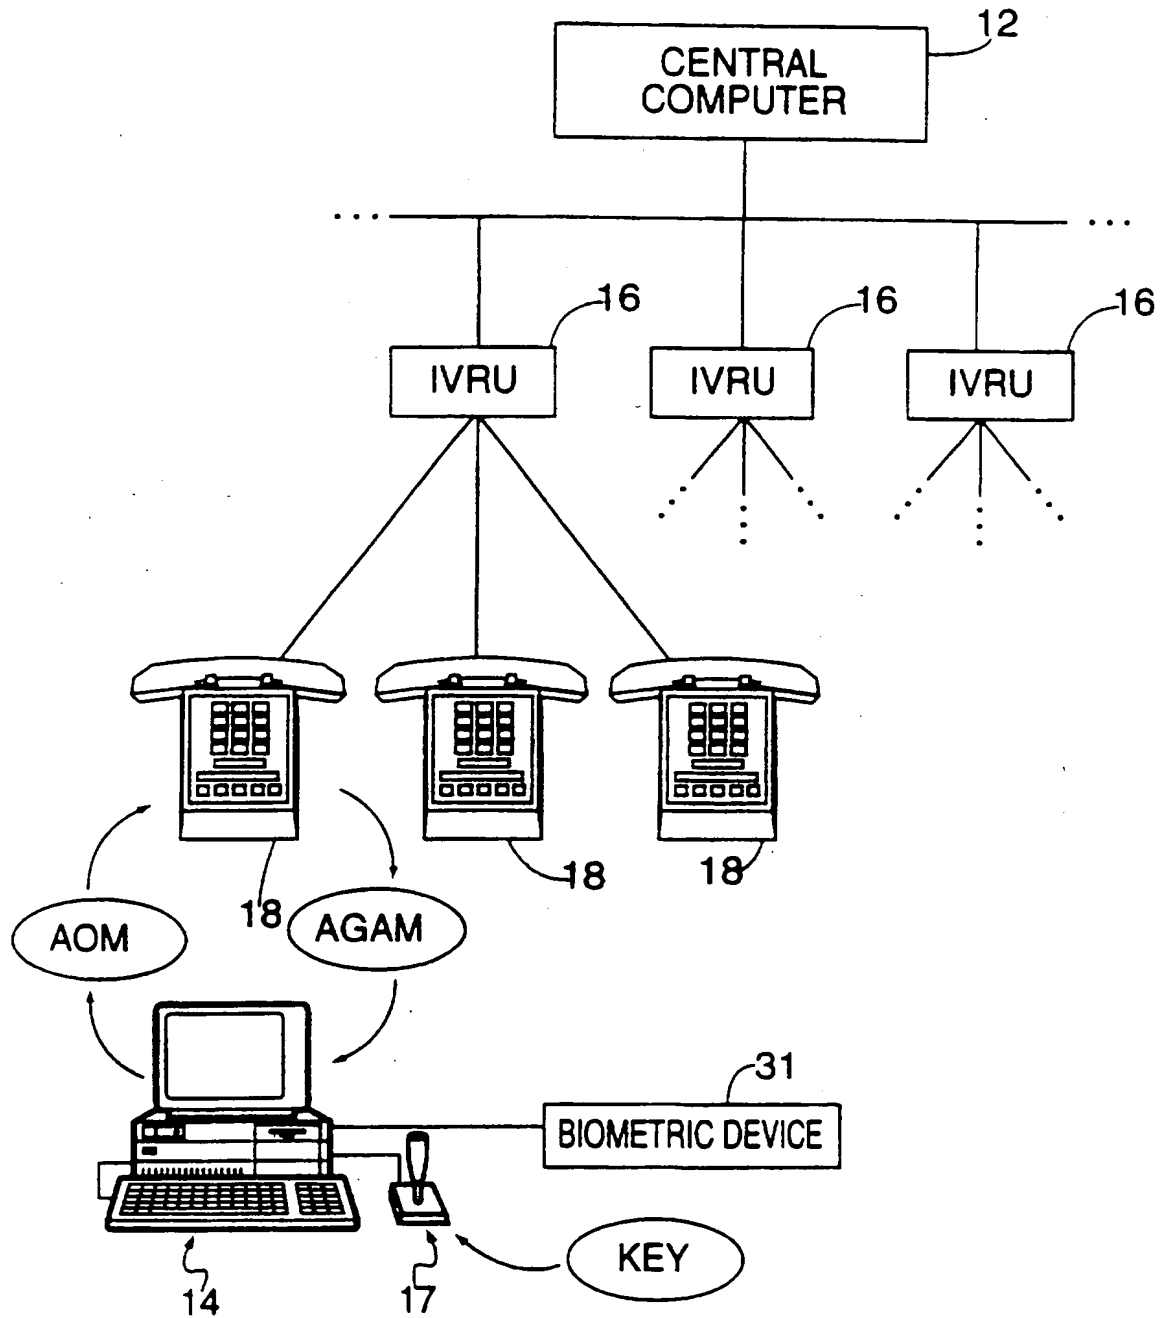 12
CENTRAL
COMPUTER
16
16
16
IVRU
IVRU
IVRU
18
18
18
AOM
AGAM
31
BIOMETRIC DEVICE
KEY
14
17